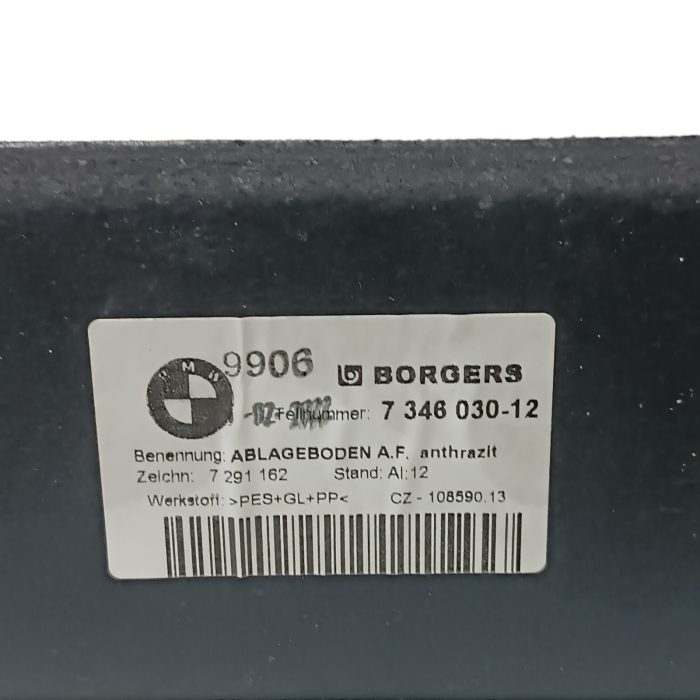 BMW
9906
BORGERS
Teilnummer: 7 346 030-12
Benennung: ABLAGEBODEN A.F. anthrazit
Zeichn: 7 291 162 Stand: AI:12
Werkstoff: >PES+GL+PP< CZ - 108590.13